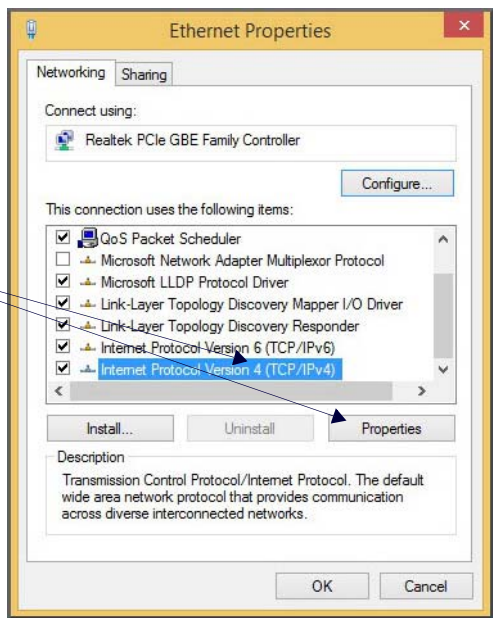 Ethernet Properties
Networking Sharing
Connect using:
Realtek PCIe GBE Family Controller
Configure...
This connection uses the following items:
QoS Packet Scheduler
Microsoft Network Adapter Multiplexor Protocol
Microsoft LLDP Protocol Driver
Link-Layer Topology Discovery Mapper I/O Driver
Link-Layer Topology Discovery Responder
Internet Protocol Version 6 (TCP/IPv6)
Internet Protocol Version 4 (TCP/IPv4)
Install... Uninstall Properties
Description
Transmission Control Protocol/Internet Protocol. The default
wide area network protocol that provides communication
across diverse interconnected networks.
OK Cancel